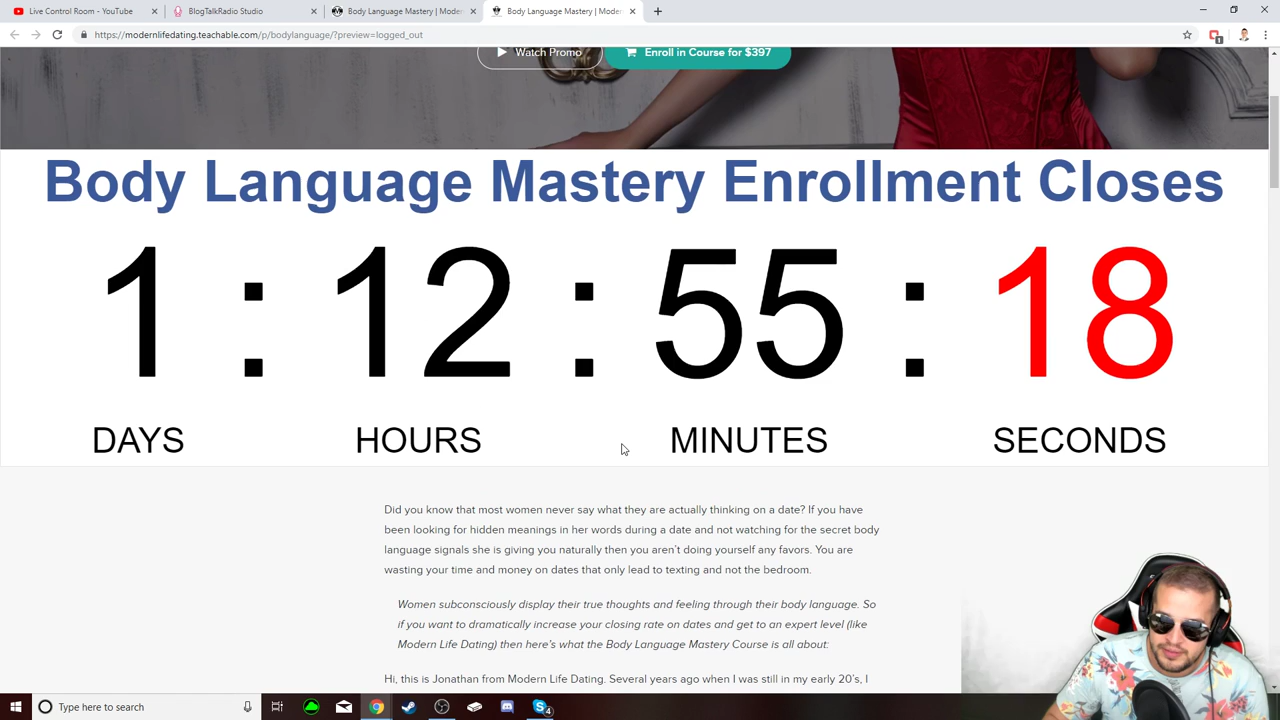 Live Control Room - YouTube
BlogTalkRadio Studio
Body Language Mastery | Modern
Body Language Mastery | Modern
https://modernlifedating.teachable.com/p/bodylanguage/?preview=logged_out
1
Watch Promo
Enroll in Course for $397
Body Language Mastery Enrollment Closes
1 : 12 : 55 : 18
DAYS HOURS MINUTES SECONDS
Did you know that most women never say what they are actually thinking on a date? If you have
been looking for hidden meanings in her words during a date and not watching for the secret body
language signals she is giving you naturally then you aren't doing yourself any favors. You are
wasting your time and money on dates that only lead to texting and not the bedroom.
Women subconsciously display their true thoughts and feeling through their body language. So
if you want to dramatically increase your closing rate on dates and get to an expert level (like
Modern Life Dating) then here's what the Body Language Mastery Course is all about:
Hi, this is Jonathan from Modern Life Dating. Several years ago when I was still in my early 20's, I
Type here to search
4